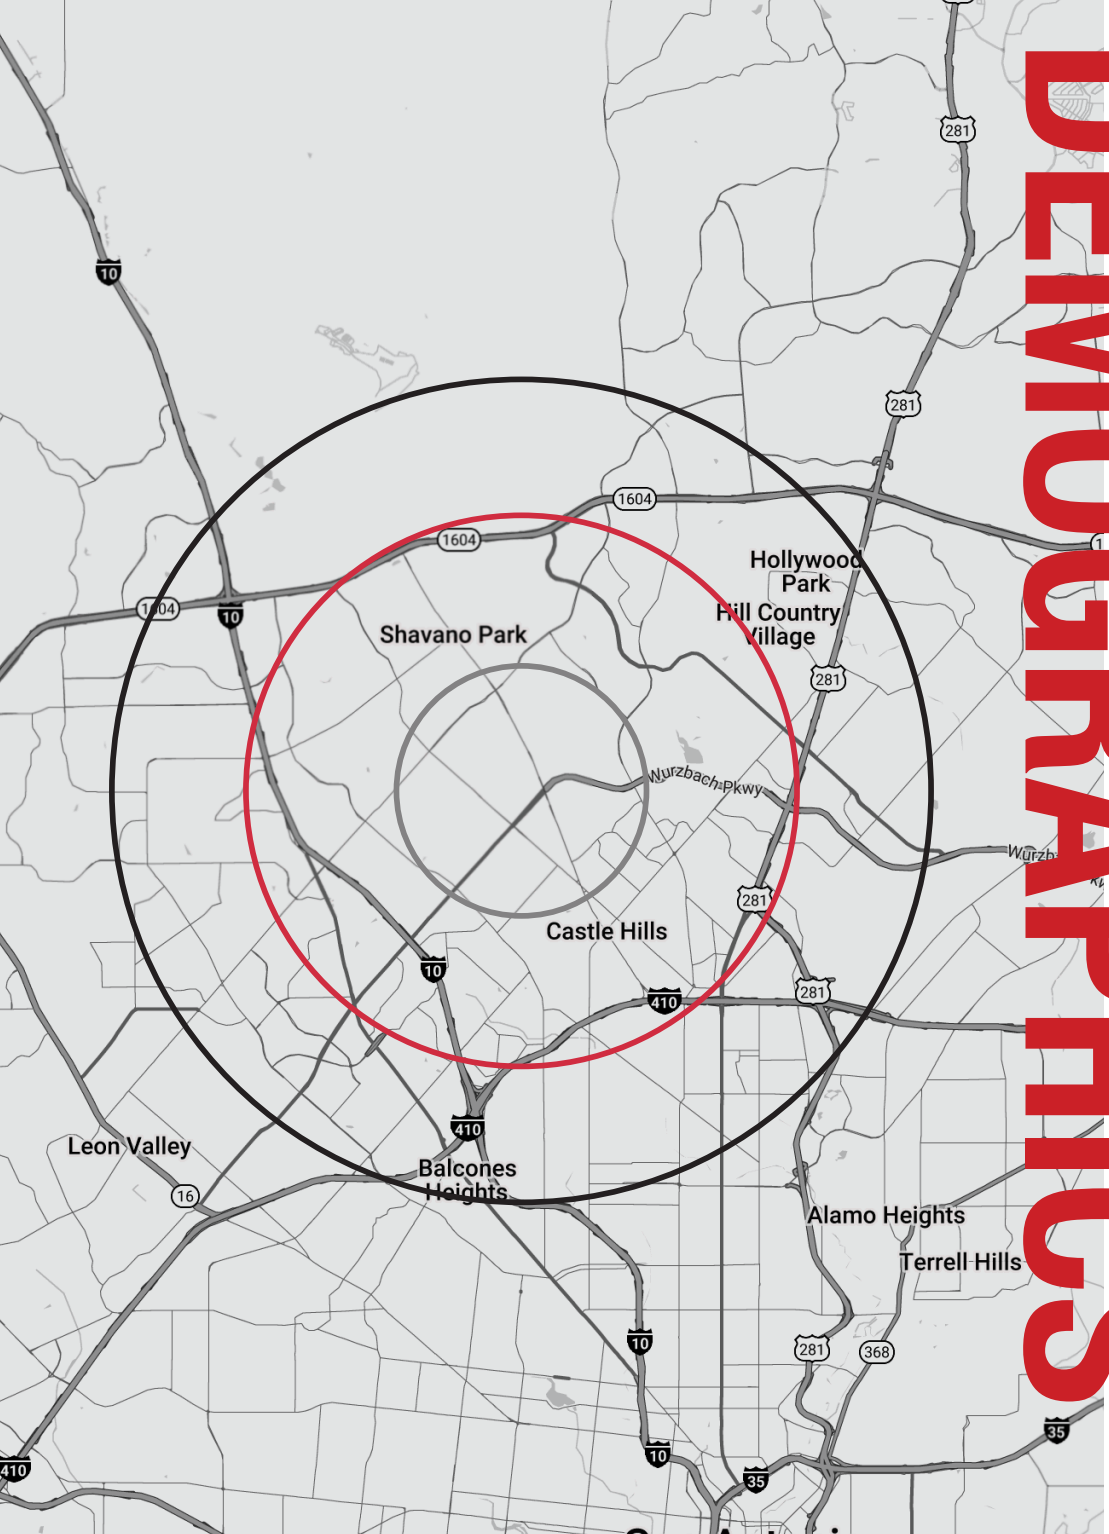 281
10
281
1604
1604
Hollywood
Park
1604
10
Hill Country
Village
Shavano Park
281
Wurzbach Pkwy
281
Castle Hills
10
281
410
410
Leon Valley
Balcones
Heights
16
Alamo Heights
Terrell Hills
10
281
368
35
10
410
35
DEMOGRAPHICS